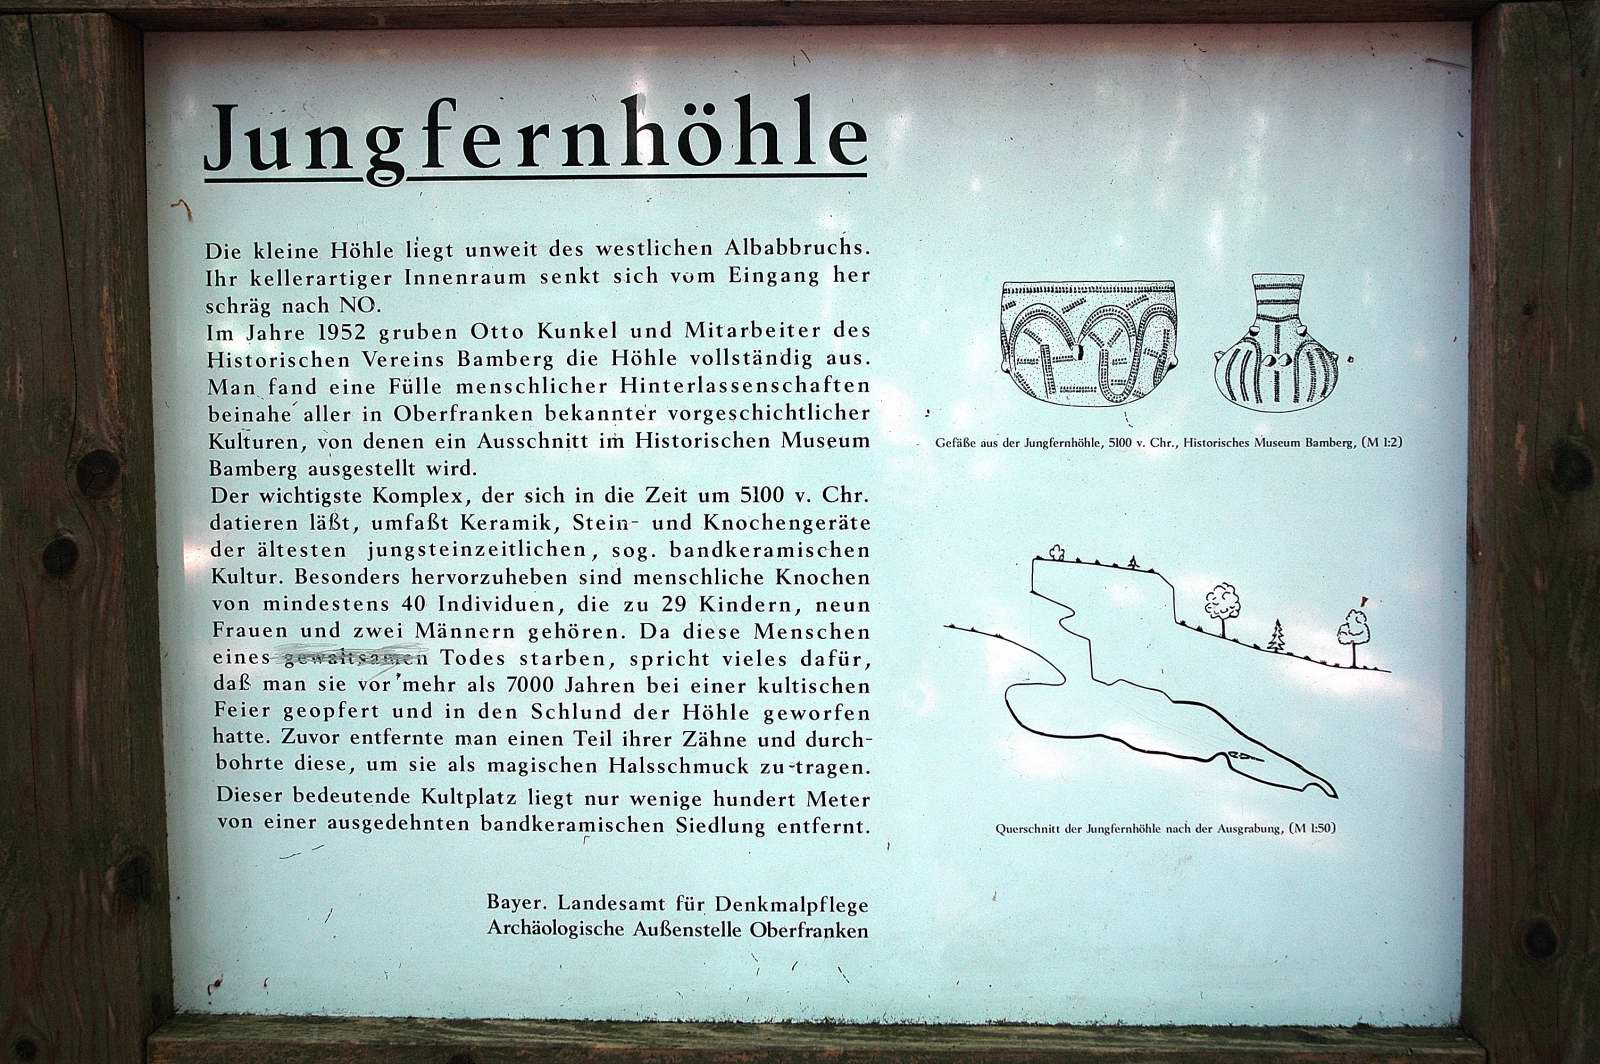 Jungfernhöhle
Die kleine Höhle liegt unweit des westlichen Albabbruchs.
Ihr kellerartiger Innenraum senkt sich vom Eingang her
schräg nach NO.
Im Jahre 1952 gruben Otto Kunkel und Mitarbeiter des
Historischen Vereins Bamberg die Höhle vollständig aus.
Man fand eine Fülle menschlicher Hinterlassenschaften
beinahe aller in Oberfranken bekannter vorgeschichtlicher
Kulturen, von denen ein Ausschnitt im Historischen Museum
Bamberg ausgestellt wird.
Der wichtigste Komplex, der sich in die Zeit um 5100 v. Chr.
datieren läßt, umfaßt Keramik, Stein- und Knochengeräte
der ältesten jungsteinzeitlichen, sog. bandkeramischen
Kultur. Besonders hervorzuheben sind menschliche Knochen
von mindestens 40 Individuen, die zu 29 Kindern, neun
Frauen und zwei Männern gehören. Da diese Menschen
eines gewaltsamen Todes starben, spricht vieles dafür,
daß man sie vor mehr als 7000 Jahren bei einer kultischen
Feier geopfert und in den Schlund der Höhle geworfen
hatte. Zuvor entfernte man einen Teil ihrer Zähne und durch-
bohrte diese, um sie als magischen Halsschmuck zu tragen.
Dieser bedeutende Kultplatz liegt nur wenige hundert Meter
von einer ausgedehnten bandkeramischen Siedlung entfernt.
Bayer. Landesamt für Denkmalpflege
Archäologische Außenstelle Oberfranken
Gefäße aus der Jungfernhöhle, 5100 v. Chr., Historisches Museum Bamberg, (M 1:2)
Querschnitt der Jungfernhöhle nach der Ausgrabung, (M 1:50)